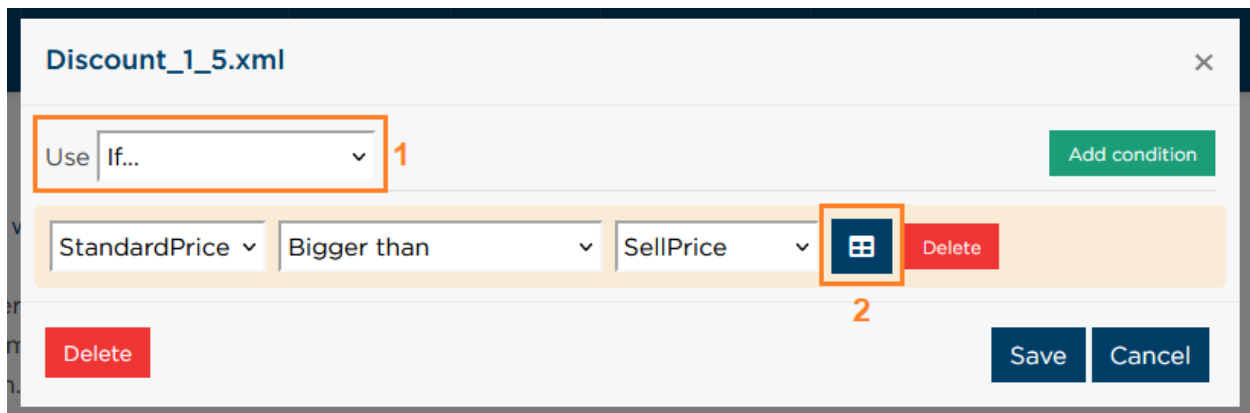 Discount_1_5.xml ×
Use If... 1 Add condition
StandardPrice Bigger than SellPrice Delete
2
Delete Save Cancel